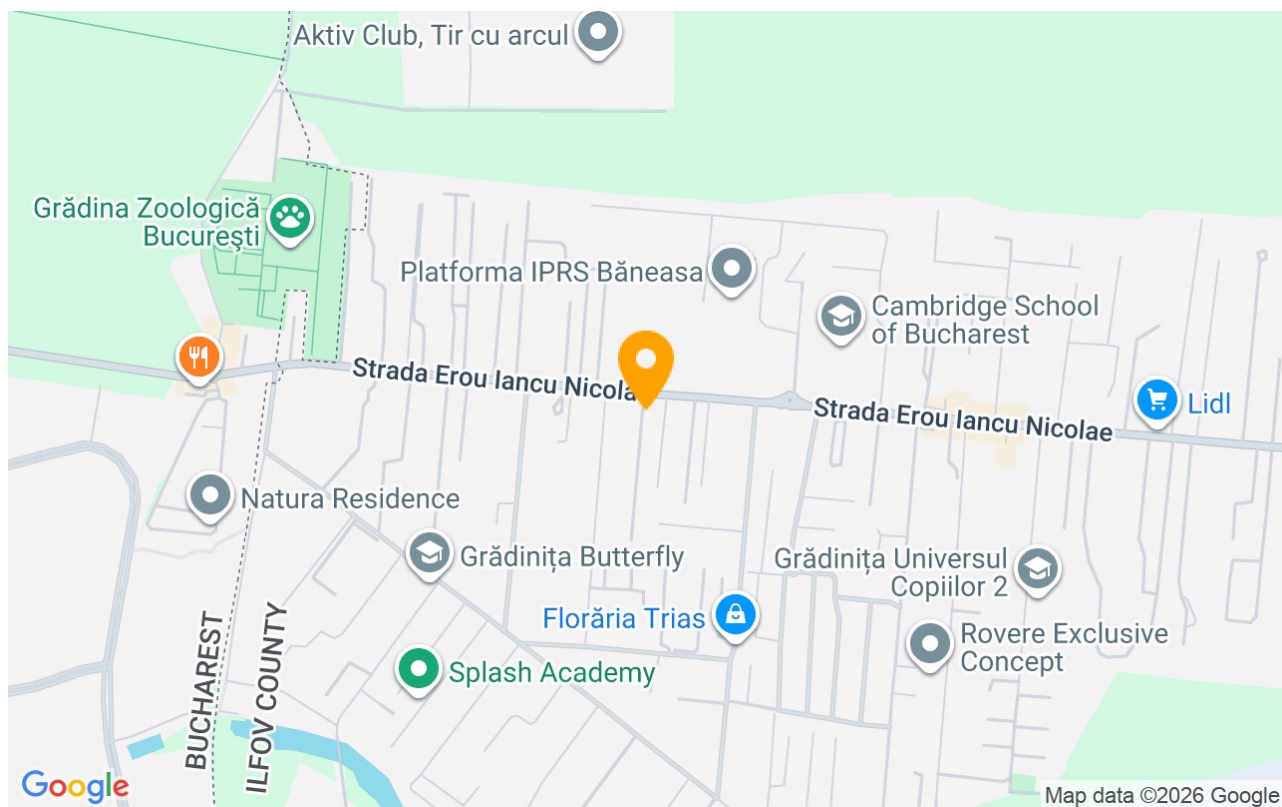 Aktiv Club, Tir cu arcul
Grădina Zoologică
Bucureşti
Platforma IPRS Băneasa
Cambridge School
of Bucharest
Strada Erou Iancu Nicolae
Strada Erou Iancu Nicolae
Lidl
Natura Residence
Grădinița Butterfly
Grădinița Universul
Copiilor 2
Florăria Trias
Rovere Exclusive
Concept
Splash Academy
BUCHAREST
ILFOV COUNTY
Google
Map data ©2026 Google